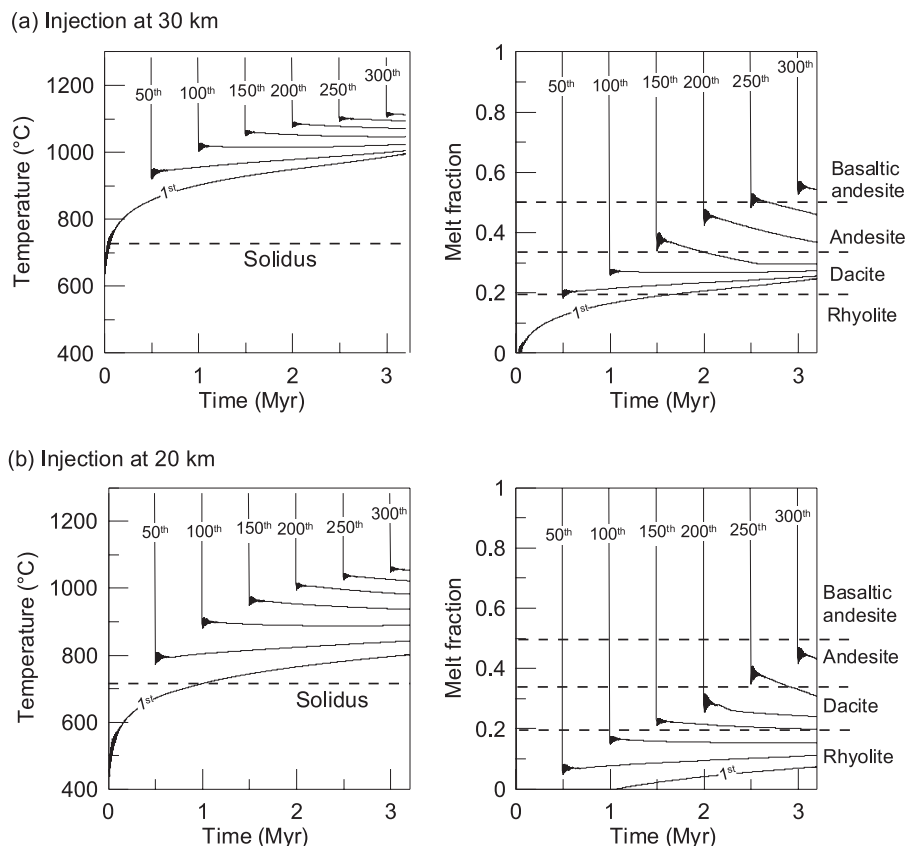 (a) Injection at 30 km
1200
1000
800
600
400
Temperature (°C)
50th
100th
150th
200th
250th
300th
1st
Solidus
0
1
2
3
Time (Myr)
1
0.8
0.6
0.4
0.2
0
Melt fraction
50th
100th
150th
200th
250th
300th
1st
Basaltic
andesite
Andesite
Dacite
Rhyolite
0
1
2
3
Time (Myr)
(b) Injection at 20 km
1200
1000
800
600
400
Temperature (°C)
50th
100th
150th
200th
250th
300th
1st
Solidus
0
1
2
3
Time (Myr)
1
0.8
0.6
0.4
0.2
0
Melt fraction
50th
100th
150th
200th
250th
300th
1st
Basaltic
andesite
Andesite
Dacite
Rhyolite
0
1
2
3
Time (Myr)